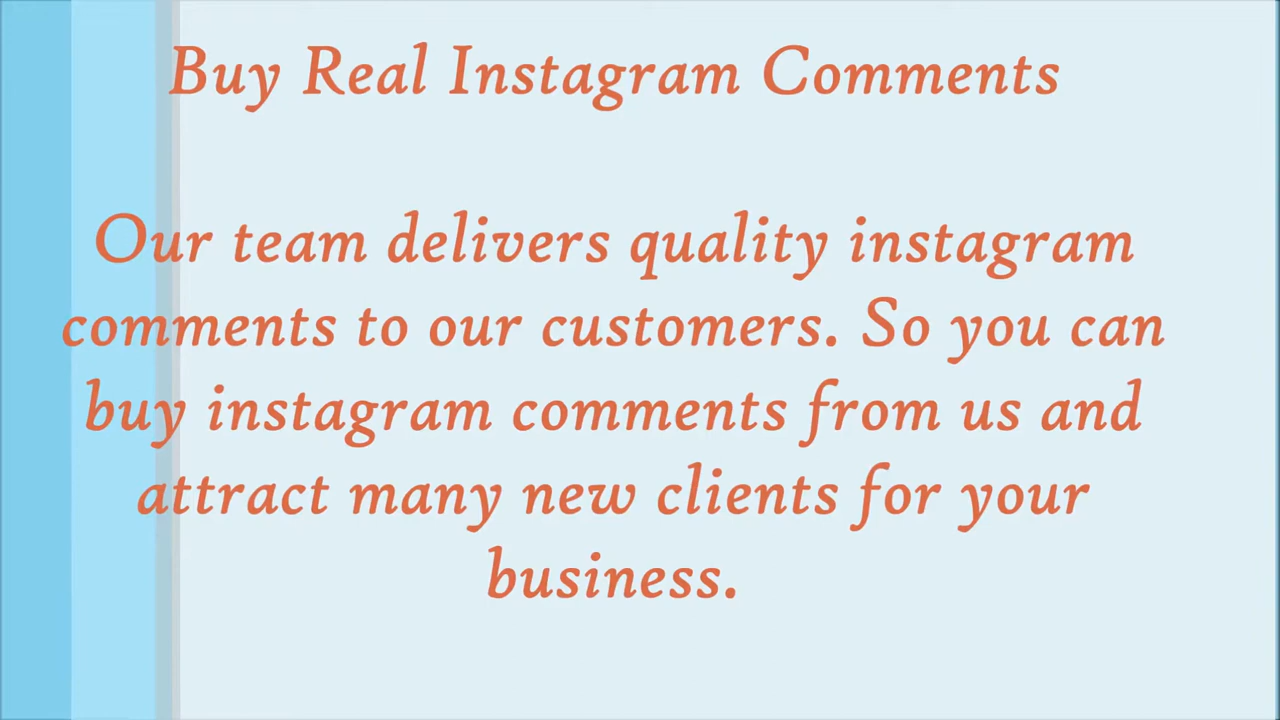 Buy Real Instagram Comments
Our team delivers quality instagram
comments to our customers. So you can
buy instagram comments from us and
attract many new clients for your
business.